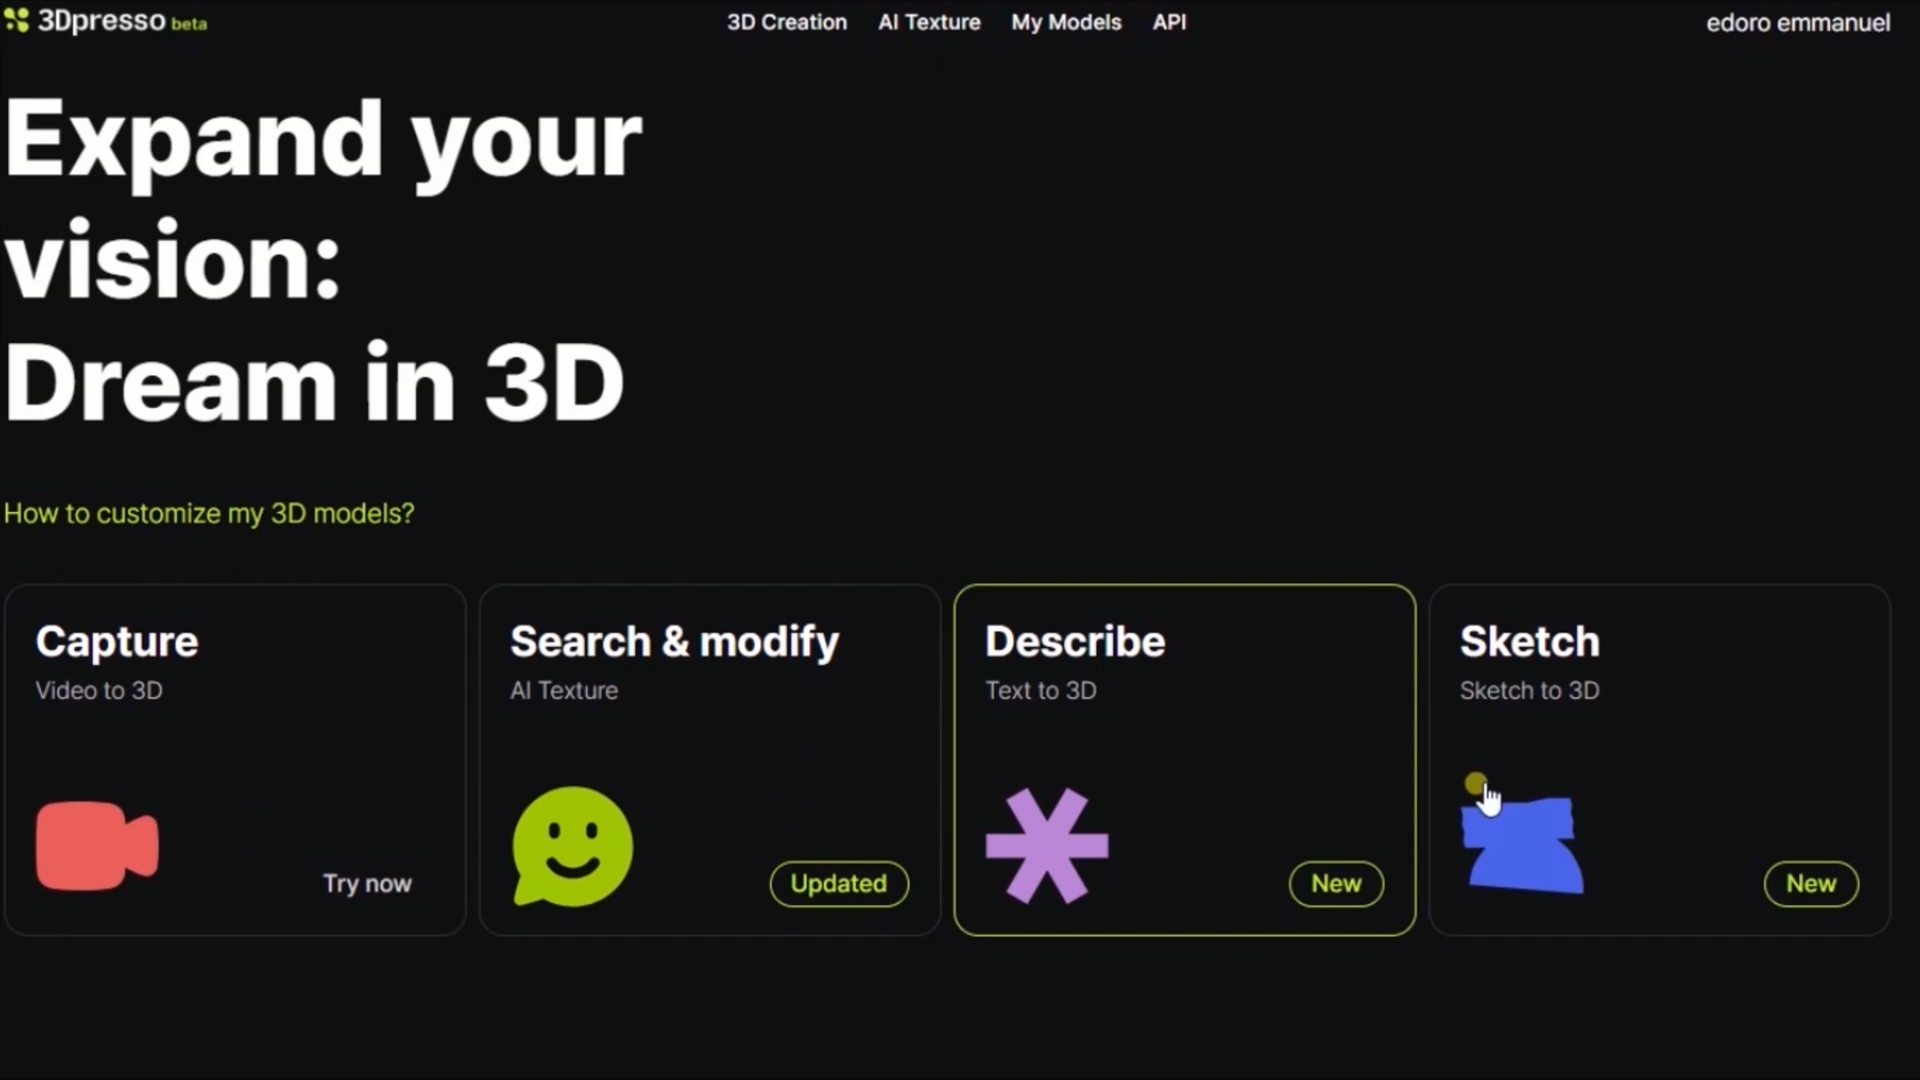 3Dpresso beta
3D Creation AI Texture My Models API
edoro emmanuel
Expand your
vision:
Dream in 3D
How to customize my 3D models?
Capture
Video to 3D
Try now
Search & modify
AI Texture
Updated
Describe
Text to 3D
New
Sketch
Sketch to 3D
New